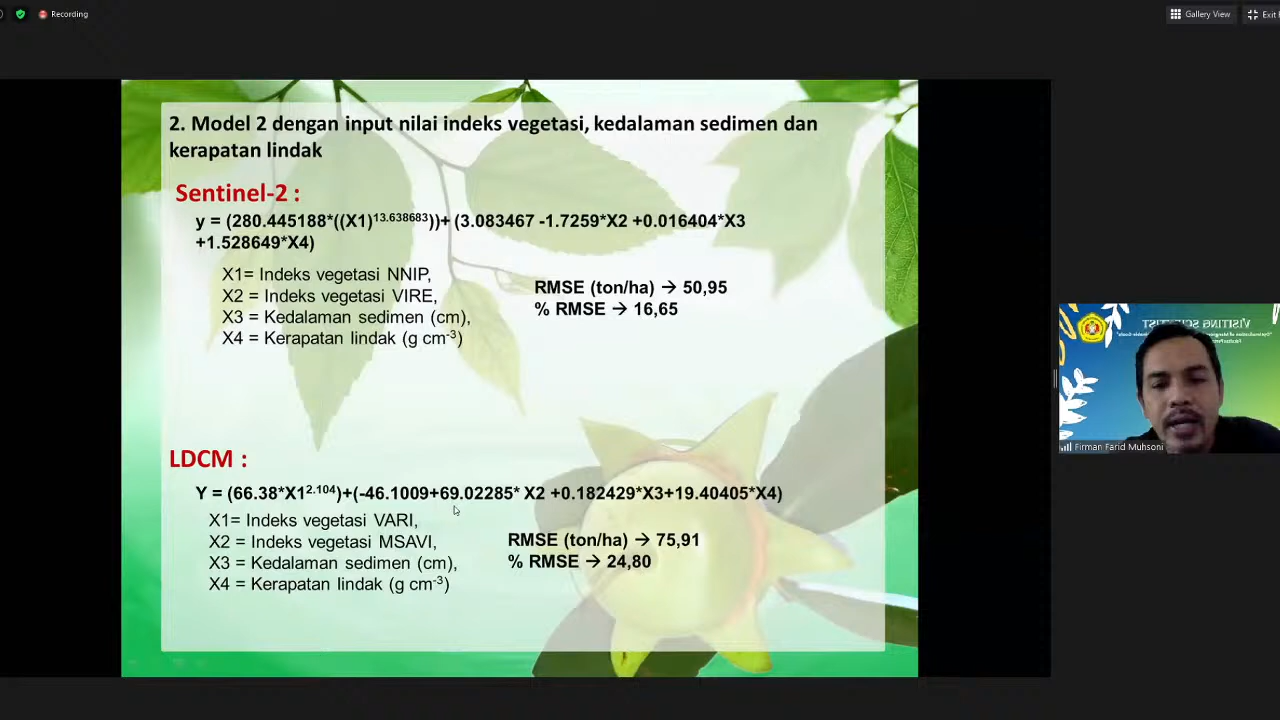 Recording
Gallery View
Exit
2. Model 2 dengan input nilai indeks vegetasi, kedalaman sedimen dan
kerapatan lindak
Sentinel-2 :
y = (280.445188*((X1)^13.638683))+ (3.083467 -1.7259*X2 +0.016404*X3
+1.528649*X4)
X1= Indeks vegetasi NNIP,
X2 = Indeks vegetasi VIRE,
X3 = Kedalaman sedimen (cm),
X4 = Kerapatan lindak (g cm-3)
RMSE (ton/ha) → 50,95
% RMSE → 16,65
LDCM :
Y = (66.38*X1^2.104)+(-46.1009+69.02285* X2 +0.182429*X3+19.40405*X4)
X1= Indeks vegetasi VARI,
X2 = Indeks vegetasi MSAVI,
X3 = Kedalaman sedimen (cm),
X4 = Kerapatan lindak (g cm-3)
RMSE (ton/ha) → 75,91
% RMSE → 24,80
VISITING SCIENTIST
Firman Farid Muhsoni